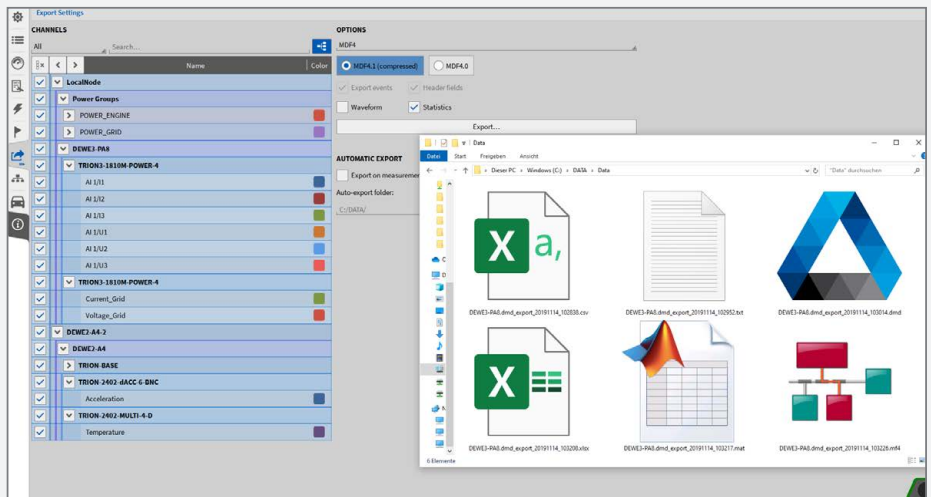 Export Settings
CHANNELS
All
Search...
Name
Color
LocalNode
Power Groups
POWER_ENGINE
POWER_GRID
DEWE3-PA8
TRION3-1810M-POWER-4
AI 1/I1
AI 1/I2
AI 1/I3
AI 1/U1
AI 1/U2
AI 1/U3
TRION3-1810M-POWER-4
Current_Grid
Voltage_Grid
DEWE2-A4-2
DEWE2-A4
TRION-BASE
TRION-2402-dACC-6-BNC
Acceleration
TRION-2402-MULTI-4-D
Temperature
OPTIONS
MDF4
MDF4.1 (compressed)
MDF4.0
Export events
Header fields
Waveform
Statistics
Export...
AUTOMATIC EXPORT
Export on measuremen
Auto-export folder:
C:/DATA/
Data
Datei Start Freigeben Ansicht
Dieser PC > Windows (C:) > DATA > Data
"Data" durchsuchen
X a,
DEWE3-PA8.dmd_export_20191114_102838.csv
DEWE3-PA8.dmd_export_20191114_102952.txt
DEWE3-PA8.dmd_export_20191114_103014.dmd
X
DEWE3-PA8.dmd_export_20191114_103208.xlsx
DEWE3-PA8.dmd_export_20191114_103217.mat
DEWE3-PA8.dmd_export_20191114_103226.mf4
6 Elemente